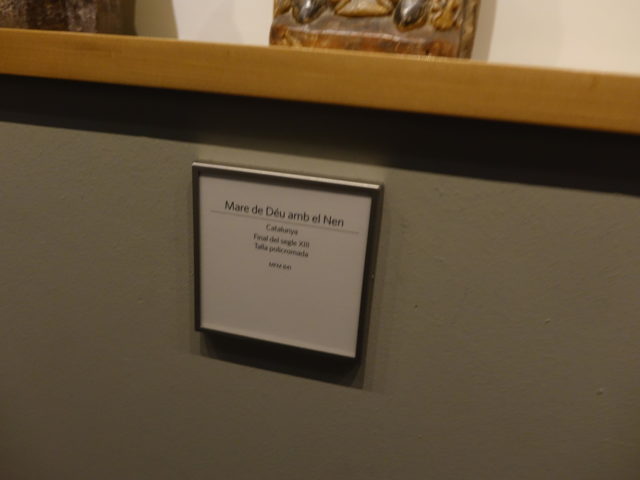 Mare de Déu amb el Nen
Catalunya
Final del segle XIII
Talla policromada